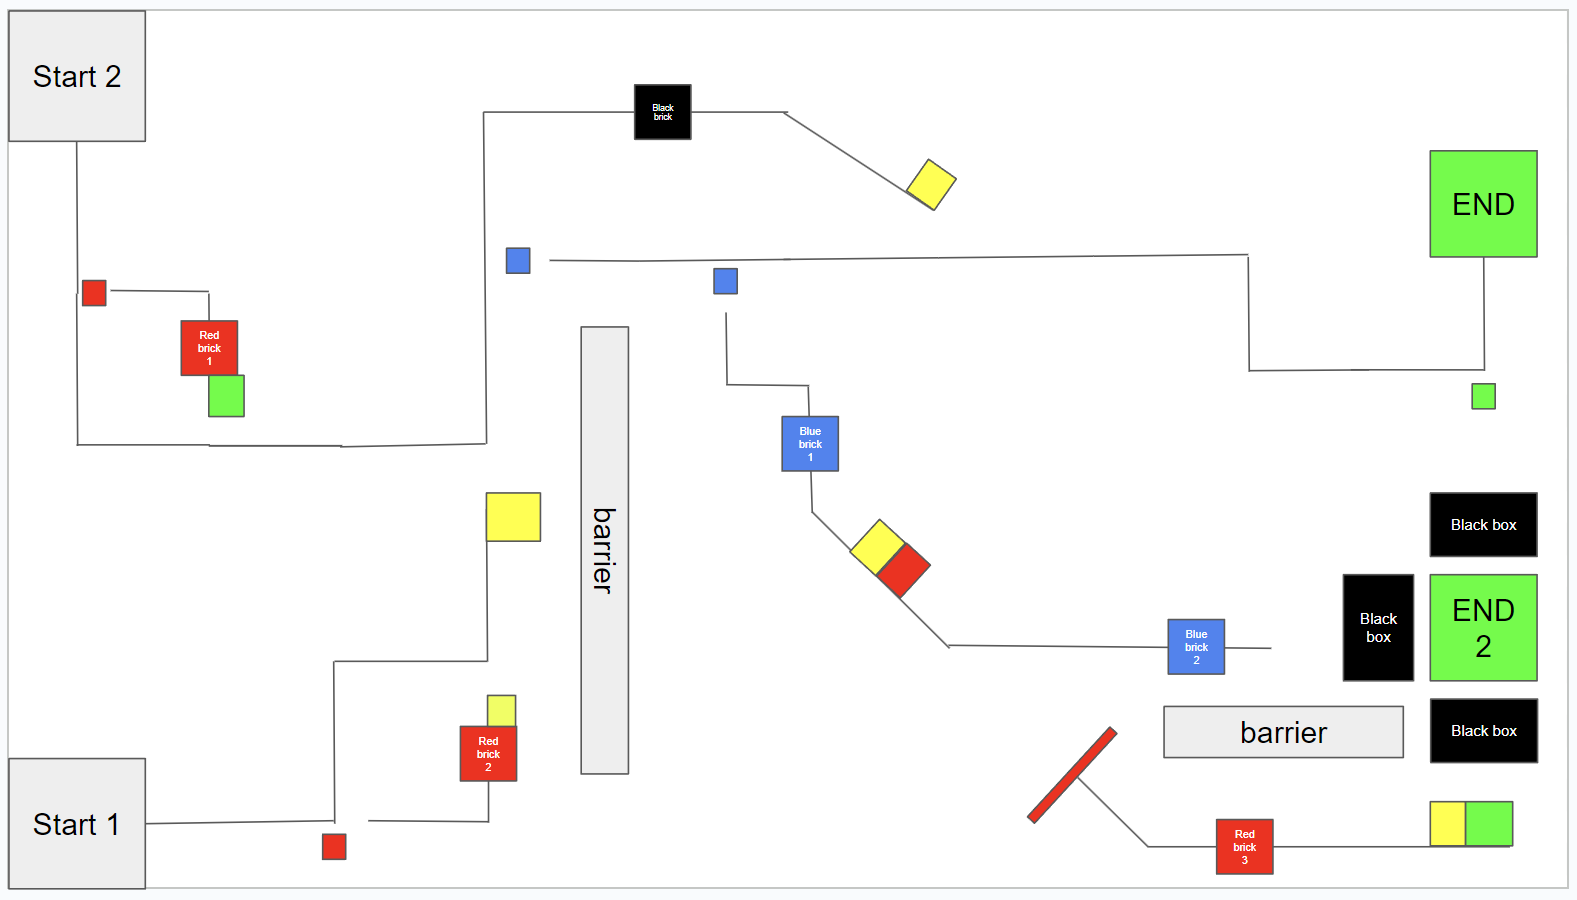 Start 2
Black
brick
END
Red
brick
1
Blue
brick
1
barrier
Black box
Black
box
END
2
Blue
brick
2
Red
brick
2
barrier
Black box
Start 1
Red
brick
3